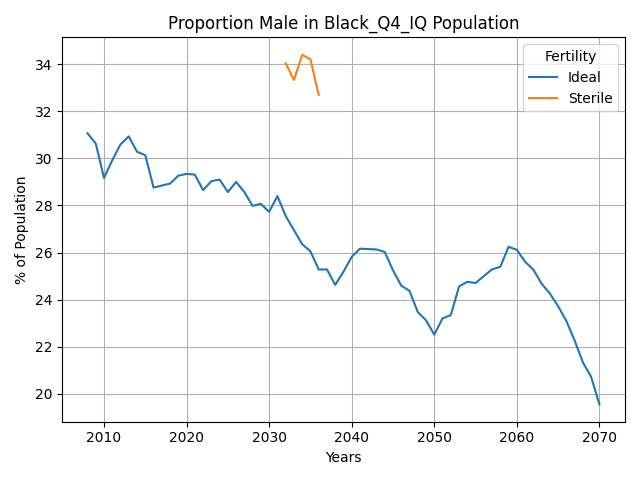 Proportion Male in Black_Q4_IQ Population
% of Population
34
32
30
28
26
24
22
20
Fertility
Ideal
Sterile
2010 2020 2030 2040 2050 2060 2070
Years